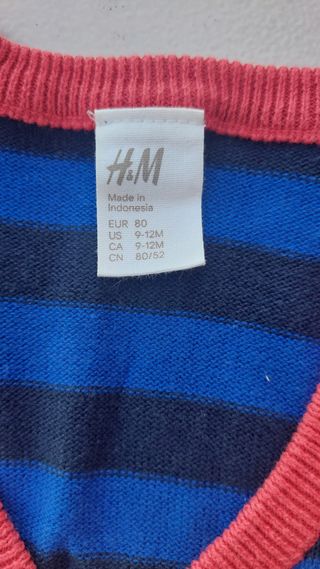 H&M
Made in
Indonesia
EUR 80
US 9-12M
CA 9-12M
CN 80/52